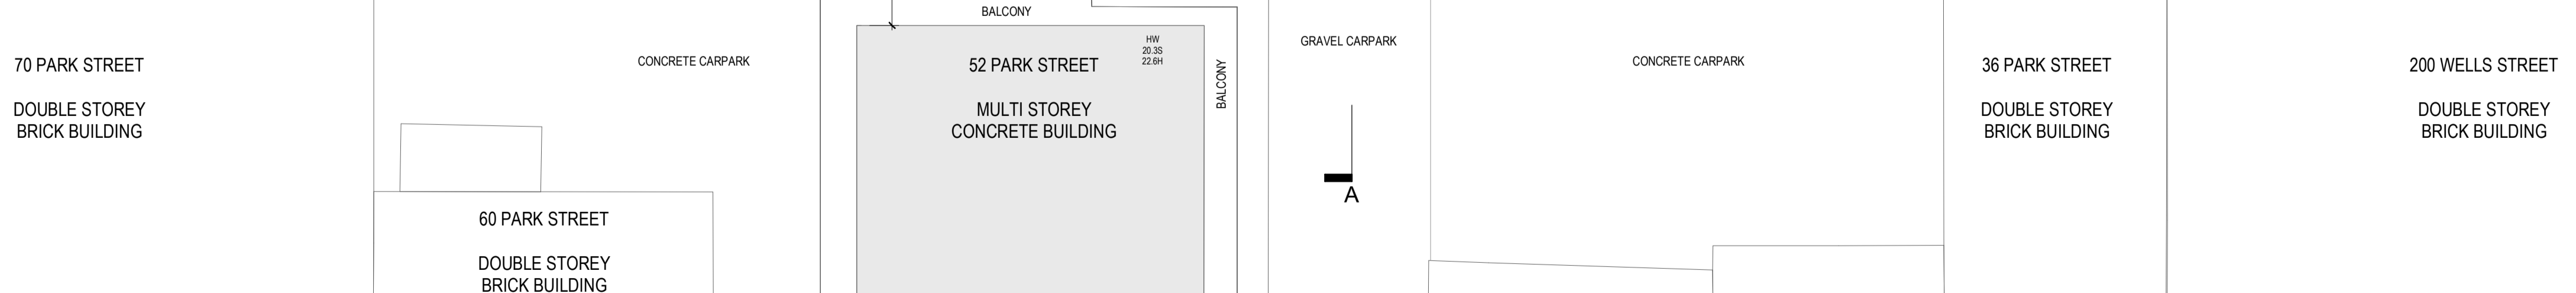 BALCONY
HW
20.3S
22.6H
GRAVEL CARPARK
70 PARK STREET
CONCRETE CARPARK
52 PARK STREET
BALCONY
CONCRETE CARPARK
36 PARK STREET
200 WELLS STREET
DOUBLE STOREY
BRICK BUILDING
MULTI STOREY
CONCRETE BUILDING
DOUBLE STOREY
BRICK BUILDING
DOUBLE STOREY
BRICK BUILDING
A
60 PARK STREET
DOUBLE STOREY
BRICK BUILDING